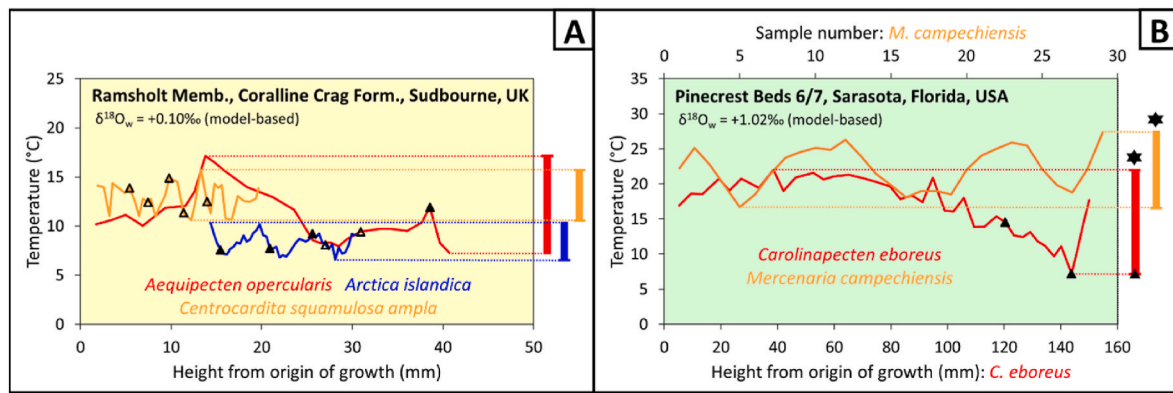 A
Ramsholt Memb., Coralline Crag Form., Sudbourne, UK
δ¹⁸Ow = +0.10‰ (model-based)
Temperature (°C)
25
20
15
10
5
0
Aequipecten opercularis
Arctica islandica
Centrocardita squamulosa ampla
0 10 20 30 40 50
Height from origin of growth (mm)
B
Sample number: M. campechiensis
0 5 10 15 20 25 30
Pinecrest Beds 6/7, Sarasota, Florida, USA
δ¹⁸Ow = +1.02‰ (model-based)
Temperature (°C)
35
30
25
20
15
10
5
0
Carolinapecten eboreus
Mercenaria campechiensis
0 20 40 60 80 100 120 140 160
Height from origin of growth (mm): C. eboreus